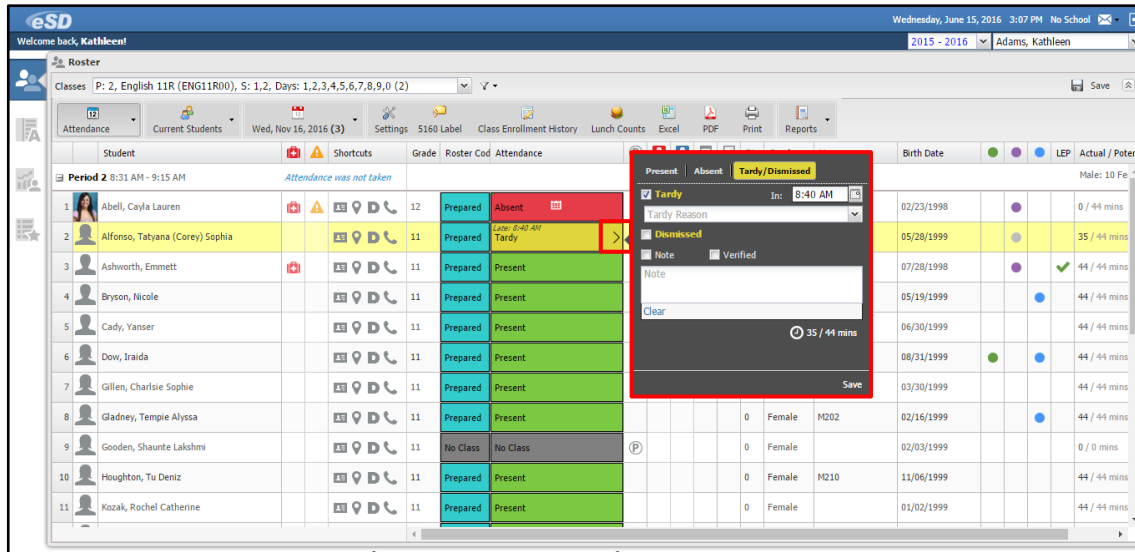 eSD
Wednesday, June 15, 2016 3:07 PM No School
Welcome back, Kathleen!
2015 - 2016 Adams, Kathleen
Roster
Classes P: 2, English 11R (ENG11R00), S: 1,2, Days: 1,2,3,4,5,6,7,8,9,0 (2)
Save
12
Attendance Current Students Wed, Nov 16, 2016 (3) Settings 5160 Label Class Enrollment History Lunch Counts Excel PDF Print Reports
Student Shortcuts Grade Roster Cod Attendance Birth Date LEP Actual / Poter
Period 2 8:31 AM - 9:15 AM Attendance was not taken Male: 10 Fe
1 Abell, Cayla Lauren D 12 Prepared Absent 02/23/1998 0 / 44 mins
2 Alfonso, Tatyana (Corey) Sophia D 11 Prepared Late: 8:40 AM
Tardy > 05/28/1999 35 / 44 mins
3 Ashworth, Emmett D 11 Prepared Present 07/28/1998 44 / 44 mins
4 Bryson, Nicole D 11 Prepared Present 05/19/1999 44 / 44 mins
5 Cady, Yanser D 11 Prepared Present 06/30/1999 44 / 44 mins
6 Dow, Iraida D 11 Prepared Present 08/31/1999 44 / 44 mins
7 Gillen, Charlsie Sophie D 11 Prepared Present 03/30/1999 44 / 44 mins
8 Gladney, Tempie Alyssa D 11 Prepared Present 0 Female M202 02/16/1999 44 / 44 mins
9 Gooden, Shaunte Lakshmi D 11 No Class No Class P 0 Female 02/03/1999 0 / 0 mins
10 Houghton, Tu Deniz D 11 Prepared Present 0 Female M210 11/06/1999 44 / 44 mins
11 Kozak, Rochel Catherine D 11 Prepared Present 0 Female 01/02/1999 44 / 44 mins
Present Absent Tardy/Dismissed
Tardy In: 8:40 AM
Tardy Reason
Dismissed
Note Verified
Note
Clear
35 / 44 mins
Save